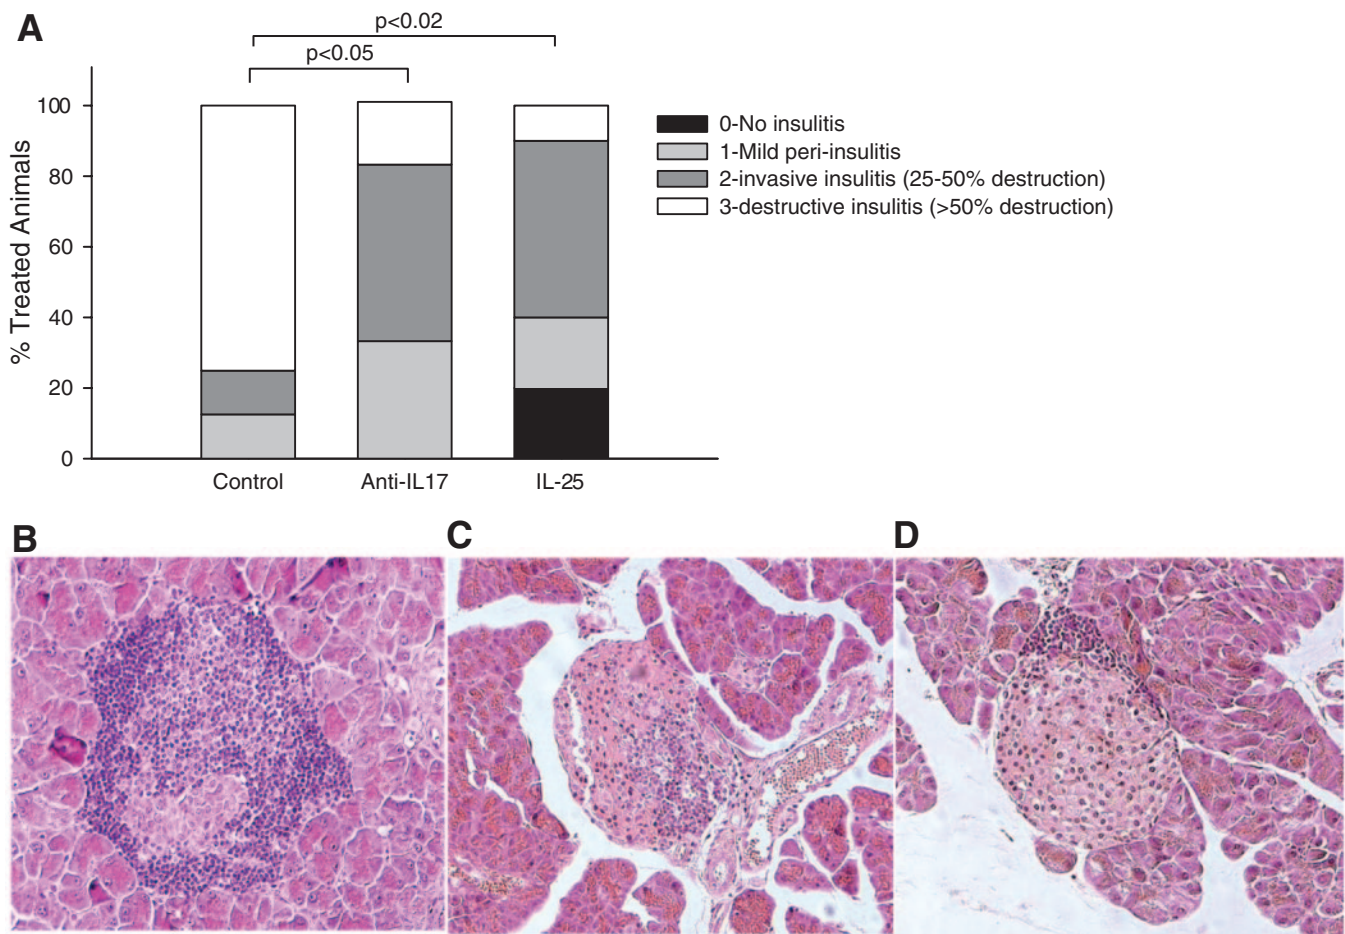 A
p<0.02
p<0.05
100
80
60
40
20
0
% Treated Animals
Control
Anti-IL17
IL-25
0-No insulitis
1-Mild peri-insulitis
2-invasive insulitis (25-50% destruction)
3-destructive insulitis (>50% destruction)
B
C
D